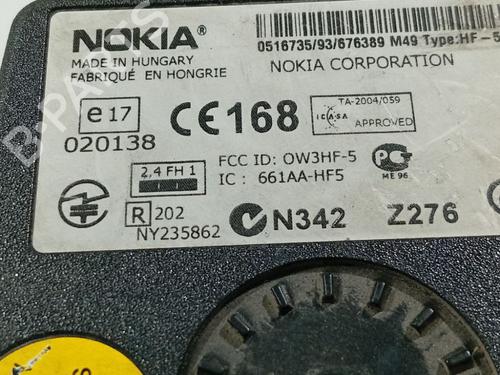 NOKIA
MADE IN HUNGARY
FABRIQUÉ EN HONGRIE
0516735/93/676389 M49 Type:HF-5
NOKIA CORPORATION
e17
020138
CE168
TA-2004/059
ICASA
APPROVED
2,4 FH 1
FCC ID: OW3HF-5
IC : 661AA-HF5
ME 96
R 202
NY235862
N342
Z276
B-PARTS